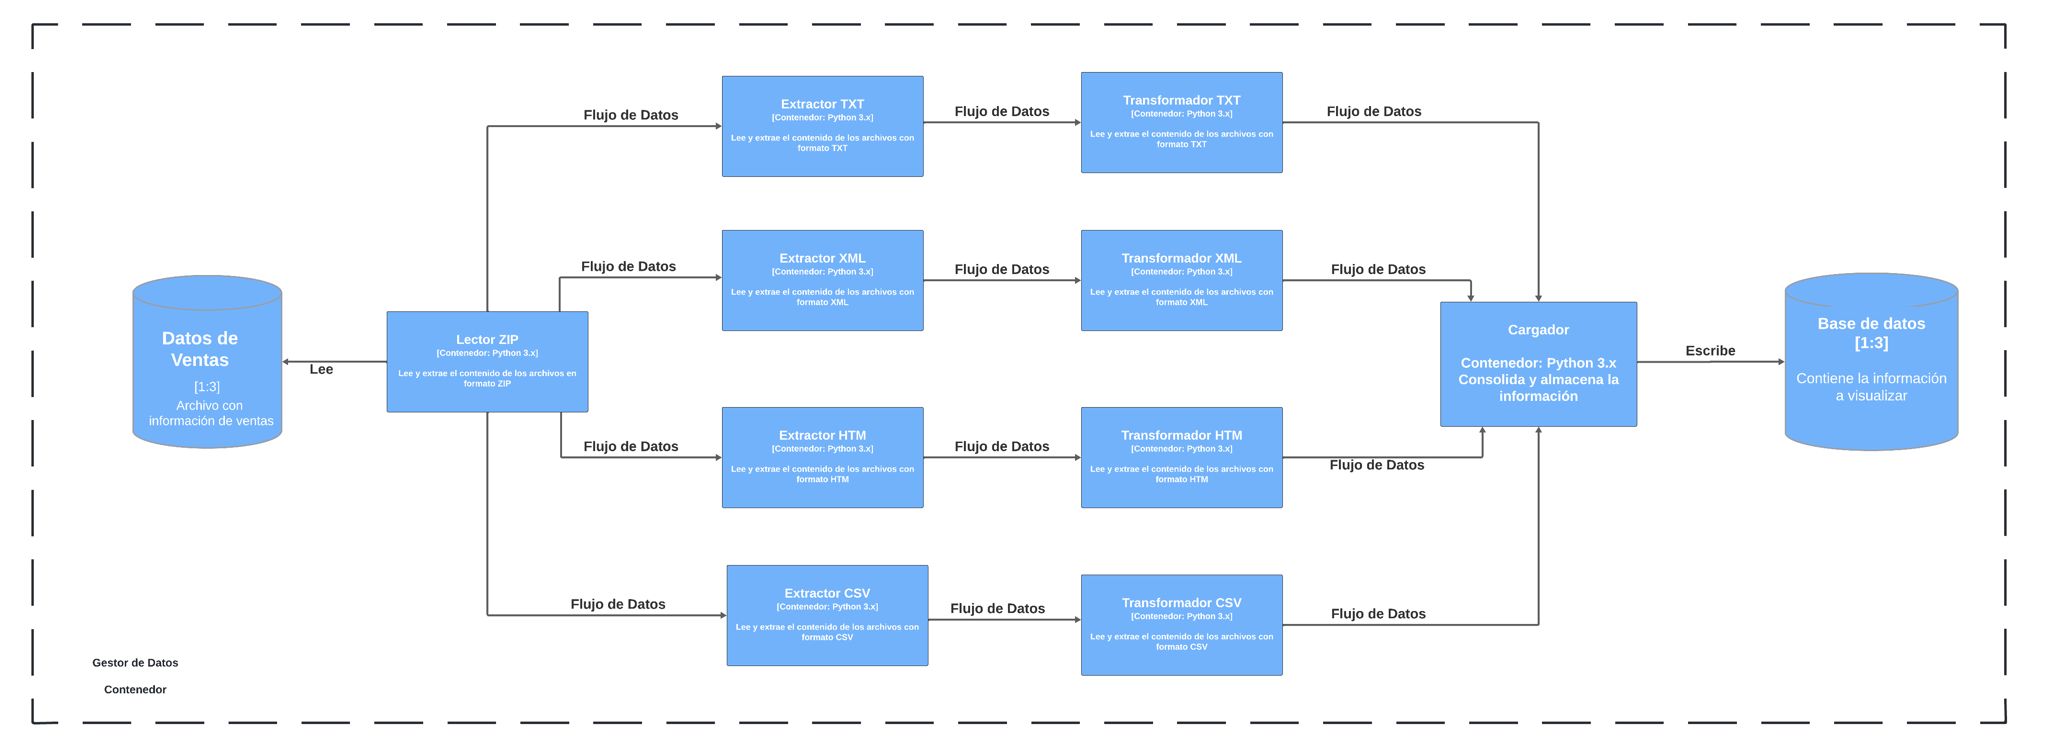 Datos de
Ventas
[1:3]
Archivo con
información de ventas
Lee
Lector ZIP
[Contenedor: Python 3.x]
Lee y extrae el contenido de los archivos en
formato ZIP
Flujo de Datos
Extractor TXT
[Contenedor: Python 3.x]
Lee y extrae el contenido de los archivos con
formato TXT
Flujo de Datos
Transformador TXT
[Contenedor: Python 3.x]
Lee y extrae el contenido de los archivos con
formato TXT
Flujo de Datos
Flujo de Datos
Extractor XML
[Contenedor: Python 3.x]
Lee y extrae el contenido de los archivos con
formato XML
Flujo de Datos
Transformador XML
[Contenedor: Python 3.x]
Lee y extrae el contenido de los archivos con
formato XML
Flujo de Datos
Flujo de Datos
Extractor HTM
[Contenedor: Python 3.x]
Lee y extrae el contenido de los archivos con
formato HTM
Flujo de Datos
Transformador HTM
[Contenedor: Python 3.x]
Lee y extrae el contenido de los archivos con
formato HTM
Flujo de Datos
Flujo de Datos
Extractor CSV
[Contenedor: Python 3.x]
Lee y extrae el contenido de los archivos con
formato CSV
Flujo de Datos
Transformador CSV
[Contenedor: Python 3.x]
Lee y extrae el contenido de los archivos con
formato CSV
Flujo de Datos
Cargador
Contenedor: Python 3.x
Consolida y almacena la
información
Escribe
Base de datos
[1:3]
Contiene la información
a visualizar
Gestor de Datos
Contenedor